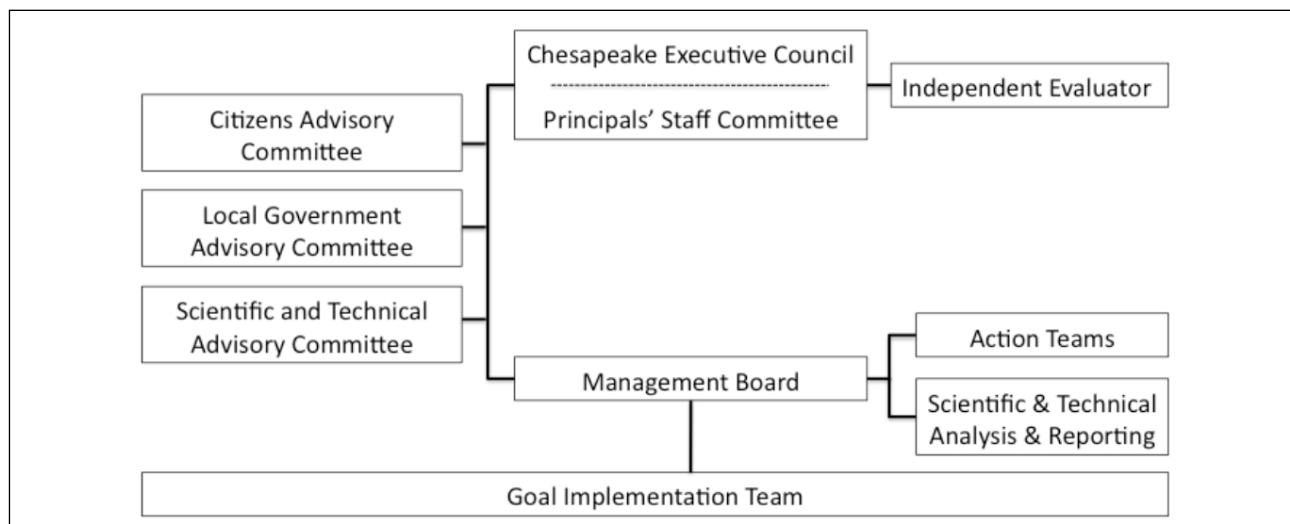 Chesapeake Executive Council
Principals’ Staff Committee
Independent Evaluator
Citizens Advisory
Committee
Local Government
Advisory Committee
Scientific and Technical
Advisory Committee
Management Board
Action Teams
Scientific & Technical
Analysis & Reporting
Goal Implementation Team